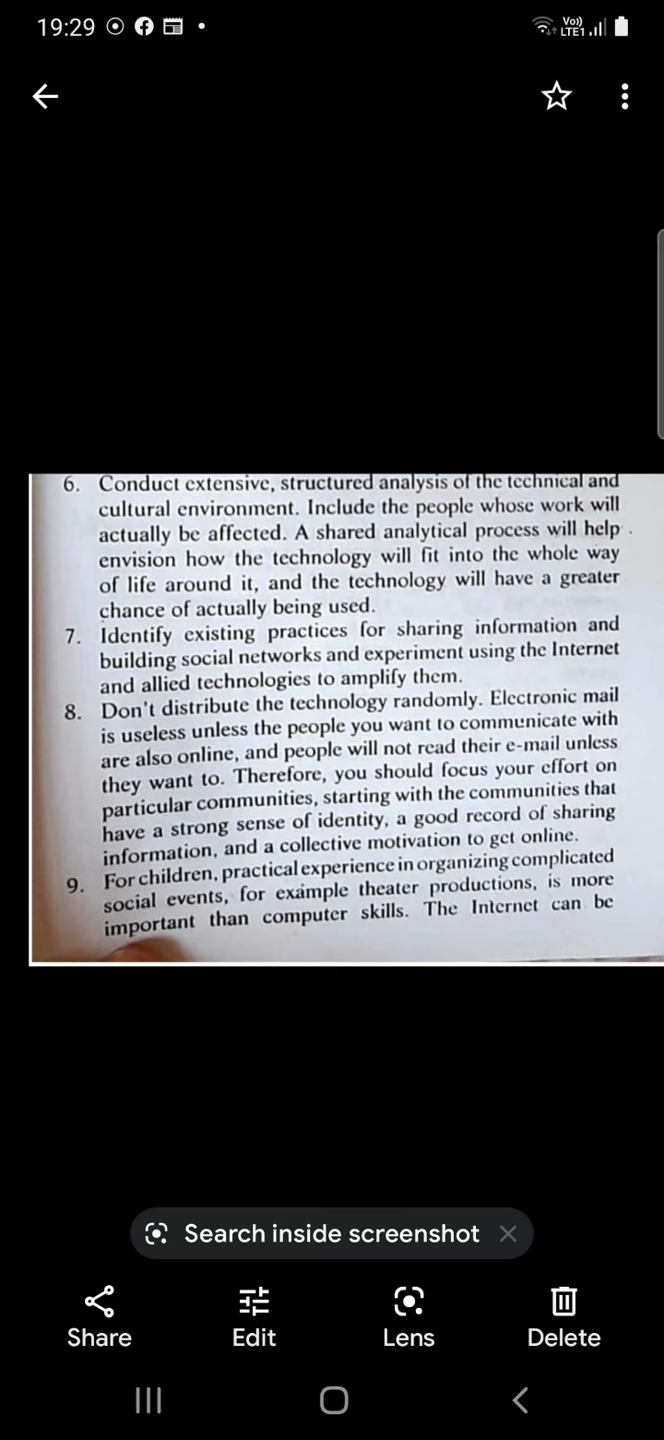 19:29
Vo))
LTE1
6. Conduct extensive, structured analysis of the technical and
cultural environment. Include the people whose work will
actually be affected. A shared analytical process will help
envision how the technology will fit into the whole way
of life around it, and the technology will have a greater
chance of actually being used.
7. Identify existing practices for sharing information and
building social networks and experiment using the Internet
and allied technologies to amplify them.
8. Don't distribute the technology randomly. Electronic mail
is useless unless the people you want to communicate with
are also online, and people will not read their e-mail unless
they want to. Therefore, you should focus your effort on
particular communities, starting with the communities that
have a strong sense of identity, a good record of sharing
information, and a collective motivation to get online.
9. For children, practical experience in organizing complicated
social events, for example theater productions, is more
important than computer skills. The Internet can be
Search inside screenshot
Share Edit Lens Delete